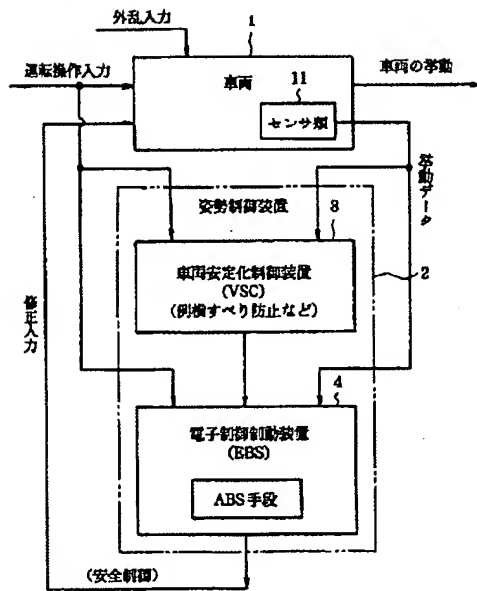 外乱入力
1
運転操作入力
車両
11
センサ類
車両の挙動
挙動データ
姿勢制御装置
3
車両安定化制御装置
(VSC)
(例横すべり防止など)
2
修正入力
4
電子制御制動装置
(EBS)
ABS手段
(安全制御)